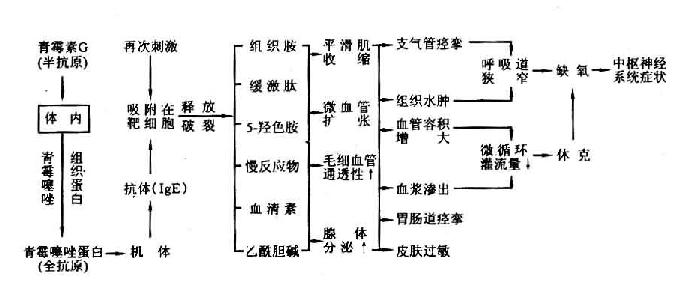 青霉素G
(半抗原)
体内
青霉噻唑
组织蛋白
青霉噻唑蛋白
(全抗原)
机体
抗体(IgE)
吸附在
靶细胞
再次刺激
释放
破裂
组织胺
缓激肽
5-羟色胺
慢反应物
血清素
乙酰胆碱
平滑肌
收缩
微血管
扩张
毛细血管
通透性↑
腺体
分泌↑
支气管痉挛
组织水肿
血管容积
增大
血浆渗出
胃肠道痉挛
皮肤过敏
呼吸道
狭窄
微循环
灌流量↓
缺氧
休克
中枢神经
系统症状